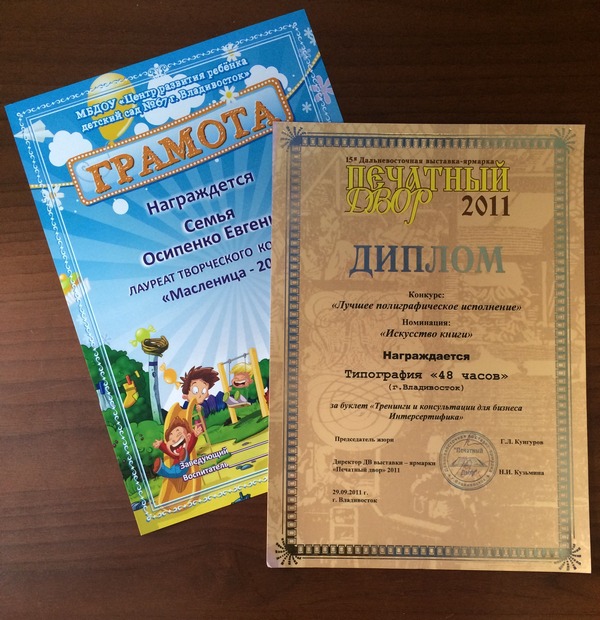 МБДОУ «Центр развития ребёнка
детский сад №67 г. Владивосток»
ГРАМОТА
Награждется
Семья
Осипенко Евгени
ЛАУРЕАТ ТВОРЧЕСКОГО КО
«Масленица - 20
Заведующий
Воспитатель
15я Дальневосточная выставка-ярмарка
ПЕЧАТНЫЙ
ДВОР 2011
ДИПЛОМ
Конкурс:
«Лучшее полиграфическое исполнение»
Номинация:
«Искусство книги»
Награждается
Типография «48 часов»
(г.Владивосток)
за буклет «Тренинги и консультации для бизнеса
Интерсертифика»
Председатель жюри Г.Л. Кунгуров
Директор ДВ выставки – ярмарки
«Печатный двор» 2011 Н.И. Кузьмина
"Печатный
двор"
29.09.2011 г.
г. Владивосток